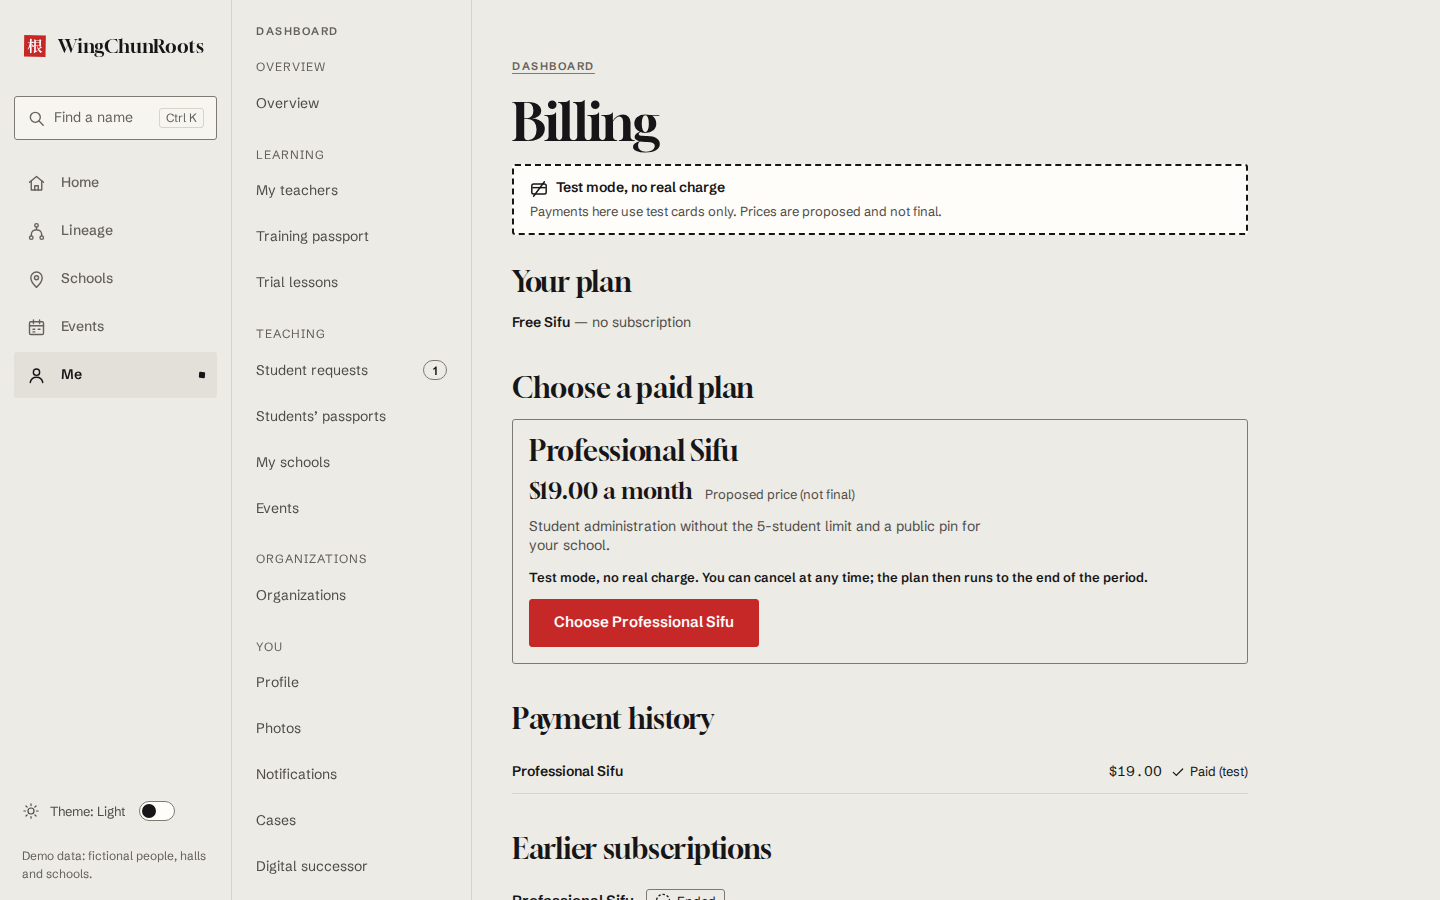 根 WingChunRoots
Find a name Ctrl K
Home
Lineage
Schools
Events
Me
Theme: Light
Demo data: fictional people, halls
and schools.
DASHBOARD
OVERVIEW
Overview
LEARNING
My teachers
Training passport
Trial lessons
TEACHING
Student requests 1
Students’ passports
My schools
Events
ORGANIZATIONS
Organizations
YOU
Profile
Photos
Notifications
Cases
Digital successor
DASHBOARD
Billing
Test mode, no real charge
Payments here use test cards only. Prices are proposed and not final.
Your plan
Free Sifu — no subscription
Choose a paid plan
Professional Sifu
$19.00 a month Proposed price (not final)
Student administration without the 5-student limit and a public pin for
your school.
Test mode, no real charge. You can cancel at any time; the plan then runs to the end of the period.
Choose Professional Sifu
Payment history
Professional Sifu $19.00 Paid (test)
Earlier subscriptions
Professional Sifu Ended